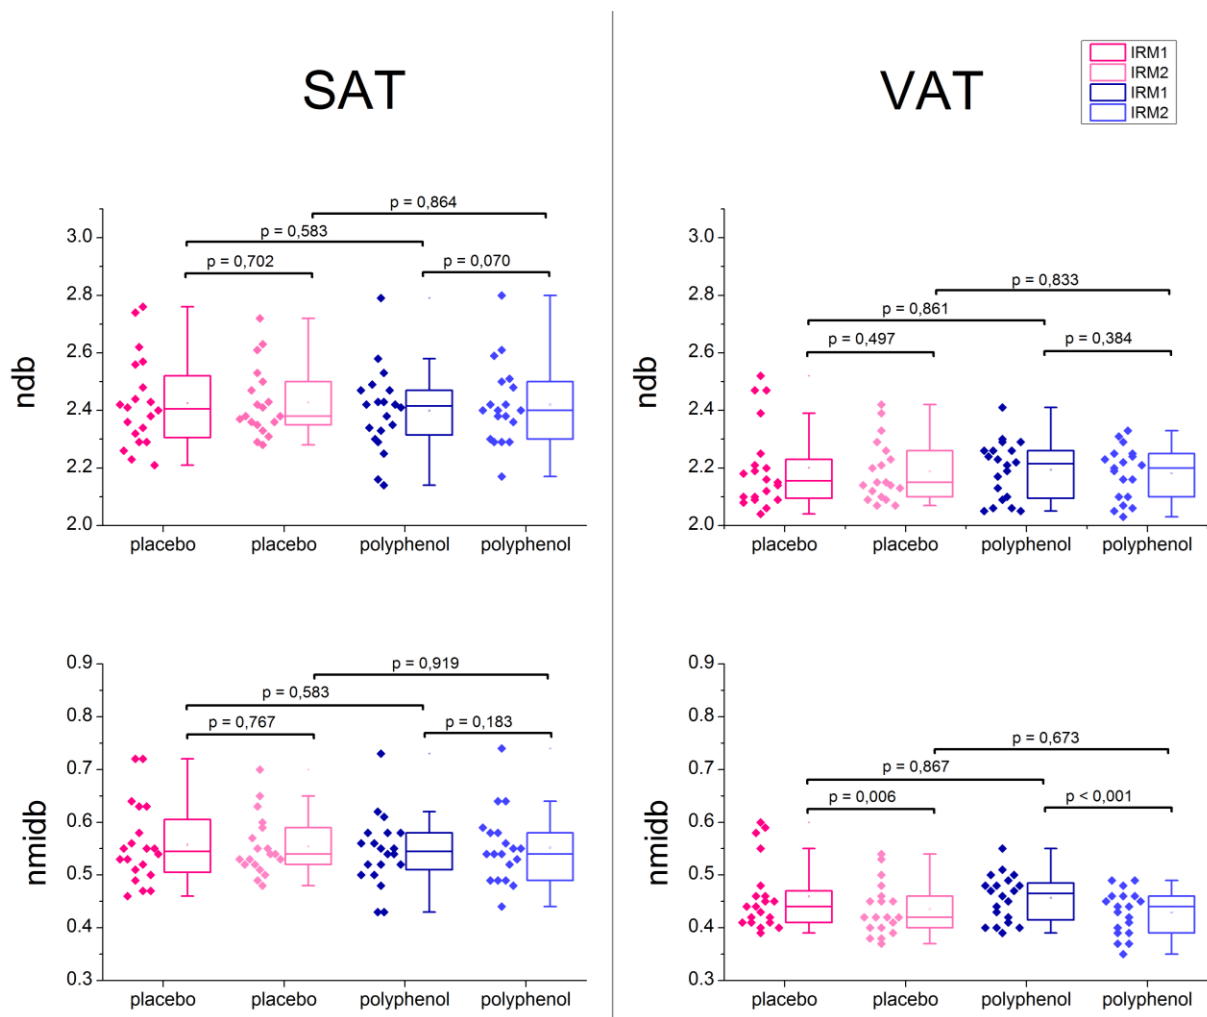 SAT
VAT
IRM1
IRM2
IRM1
IRM2
ndb
3.0
2.8
2.6
2.4
2.2
2.0
p = 0,864
p = 0,583
p = 0,702
p = 0,070
placebo
placebo
polyphenol
polyphenol
ndb
3.0
2.8
2.6
2.4
2.2
2.0
p = 0,833
p = 0,861
p = 0,497
p = 0,384
placebo
placebo
polyphenol
polyphenol
nmidb
0.9
0.8
0.7
0.6
0.5
0.4
0.3
p = 0,919
p = 0,583
p = 0,767
p = 0,183
placebo
placebo
polyphenol
polyphenol
nmidb
0.9
0.8
0.7
0.6
0.5
0.4
0.3
p = 0,673
p = 0,867
p = 0,006
p < 0,001
placebo
placebo
polyphenol
polyphenol